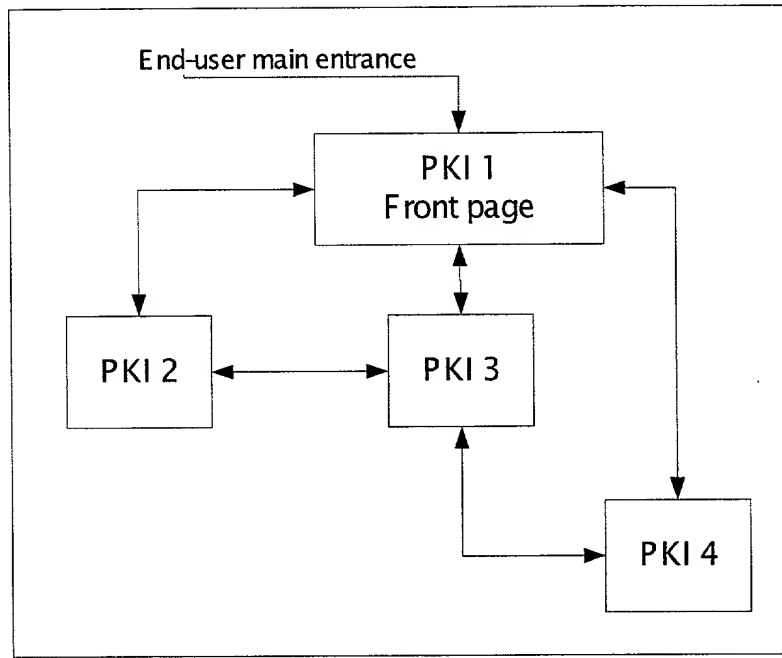 End-user main entrance
PKI 1
Front page
PKI 2
PKI 3
PKI 4